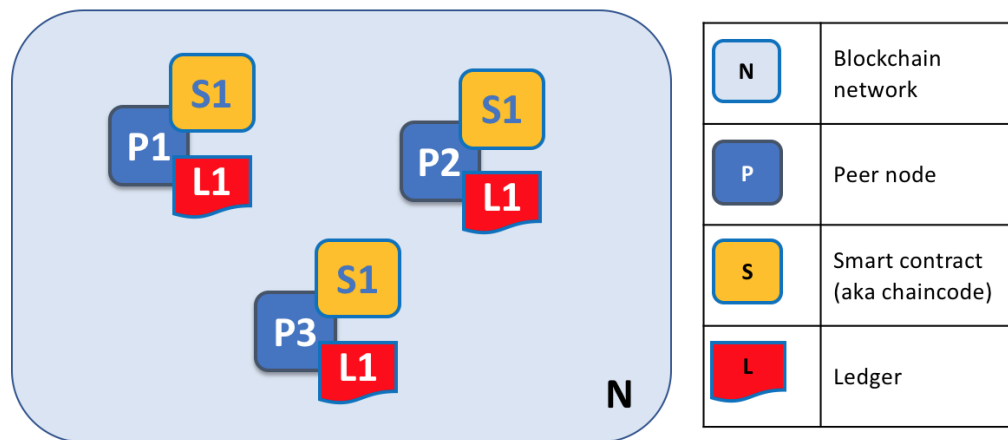 S1
P1
L1
S1
P2
L1
S1
P3
L1
N
N
Blockchain
network
P
Peer node
S
Smart contract
(aka chaincode)
L
Ledger